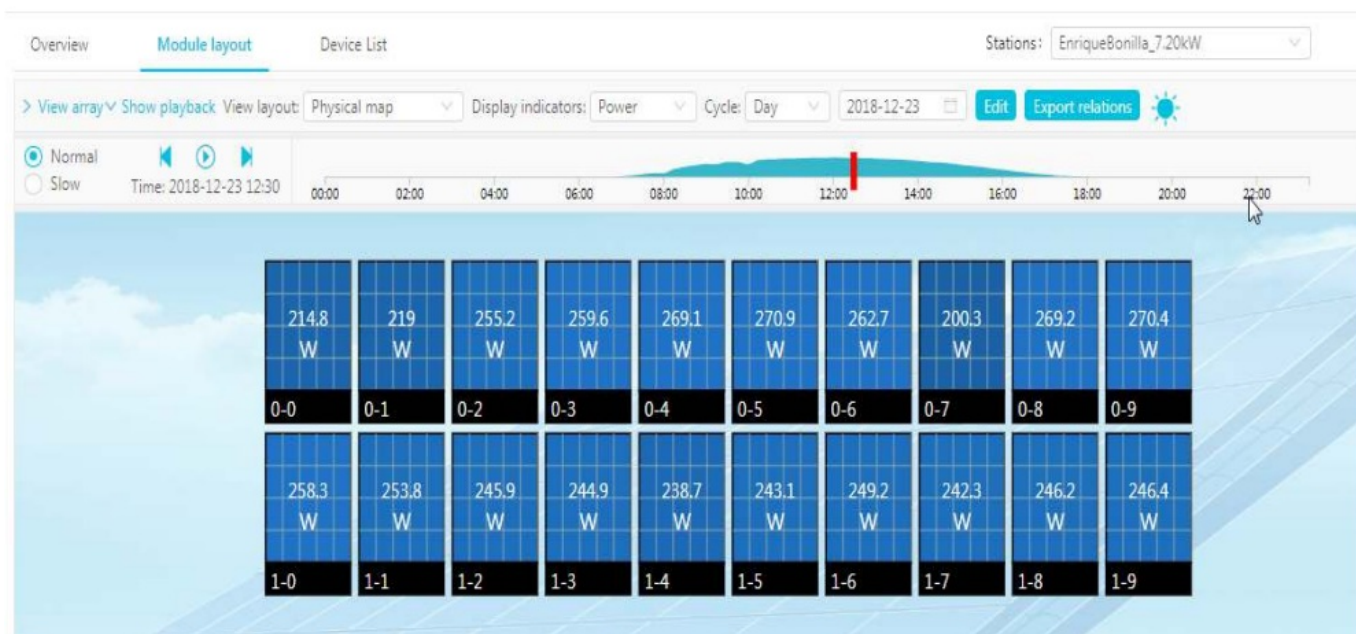 Overview Module layout Device List Stations: EnriqueBonilla_7.20kW
> View array Show playback View layout: Physical map Display indicators: Power Cycle: Day 2018-12-23 Edit Export relations
Normal
Slow Time: 2018-12-23 12:30
00:00 02:00 04:00 06:00 08:00 10:00 12:00 14:00 16:00 18:00 20:00 22:00
214.8 219 255.2 259.6 269.1 270.9 262.7 200.3 269.2 270.4
W W W W W W W W W W
0-0 0-1 0-2 0-3 0-4 0-5 0-6 0-7 0-8 0-9
258.3 253.8 245.9 244.9 238.7 243.1 249.2 242.3 246.2 246.4
W W W W W W W W W W
1-0 1-1 1-2 1-3 1-4 1-5 1-6 1-7 1-8 1-9